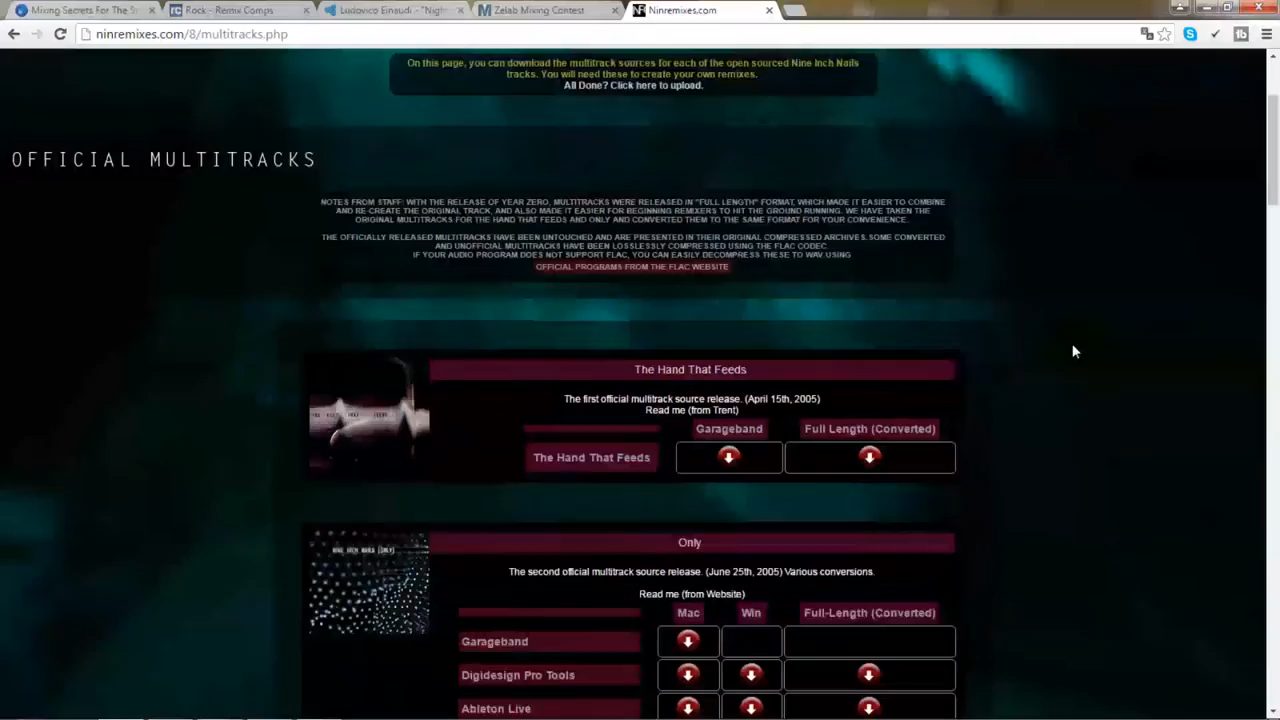 Mixing Secrets For The S
Rock - Remix Comps
Ludovico Einaudi - "Nigh
Zelab Mixing Contest
Ninremixes.com
ninremixes.com/8/multitracks.php
On this page, you can download the multitrack sources for each of the open sourced Nine Inch Nails
tracks. You will need these to create your own remixes.
All Done? Click here to upload.
OFFICIAL MULTITRACKS
NOTES FROM STAFF: WITH THE RELEASE OF YEAR ZERO, MULTITRACKS WERE RELEASED IN "FULL LENGTH" FORMAT, WHICH MADE IT EASIER TO COMBINE
AND RE-CREATE THE ORIGINAL TRACK, AND ALSO MADE IT EASIER FOR BEGINNING REMIXERS TO HIT THE GROUND RUNNING. WE HAVE TAKEN THE
ORIGINAL MULTITRACKS FOR THE HAND THAT FEEDS AND ONLY AND CONVERTED THEM TO THE SAME FORMAT FOR YOUR CONVENIENCE.
THE OFFICIALLY RELEASED MULTITRACKS HAVE BEEN UNTOUCHED AND ARE PRESENTED IN THEIR ORIGINAL COMPRESSED ARCHIVES.SOME CONVERTED
AND UNOFFICIAL MULTITRACKS HAVE BEEN LOSSLESSLY COMPRESSED USING THE FLAC CODEC.
IF YOUR AUDIO PROGRAM DOES NOT SUPPORT FLAC, YOU CAN EASILY DECOMPRESS THESE TO WAV USING
OFFICIAL PROGRAMS FROM THE FLAC WEBSITE
The Hand That Feeds
The first official multitrack source release. (April 15th, 2005)
Read me (from Trent)
Garageband Full Length (Converted)
The Hand That Feeds
Only
The second official multitrack source release. (June 25th, 2005) Various conversions.
Read me (from Website)
Mac Win Full-Length (Converted)
Garageband
Digidesign Pro Tools
Ableton Live